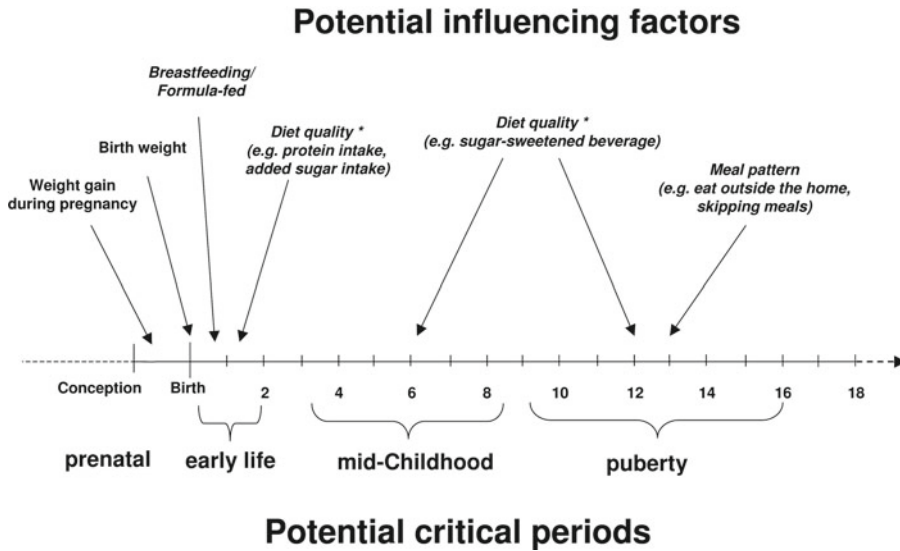 Potential influencing factors
Breastfeeding/
Formula-fed
Birth weight
Weight gain
during pregnancy
Diet quality *
(e.g. protein intake,
added sugar intake)
Diet quality *
(e.g. sugar-sweetened beverage)
Meal pattern
(e.g. eat outside the home,
skipping meals)
Conception Birth 2 4 6 8 10 12 14 16 18
prenatal early life mid-Childhood puberty
Potential critical periods